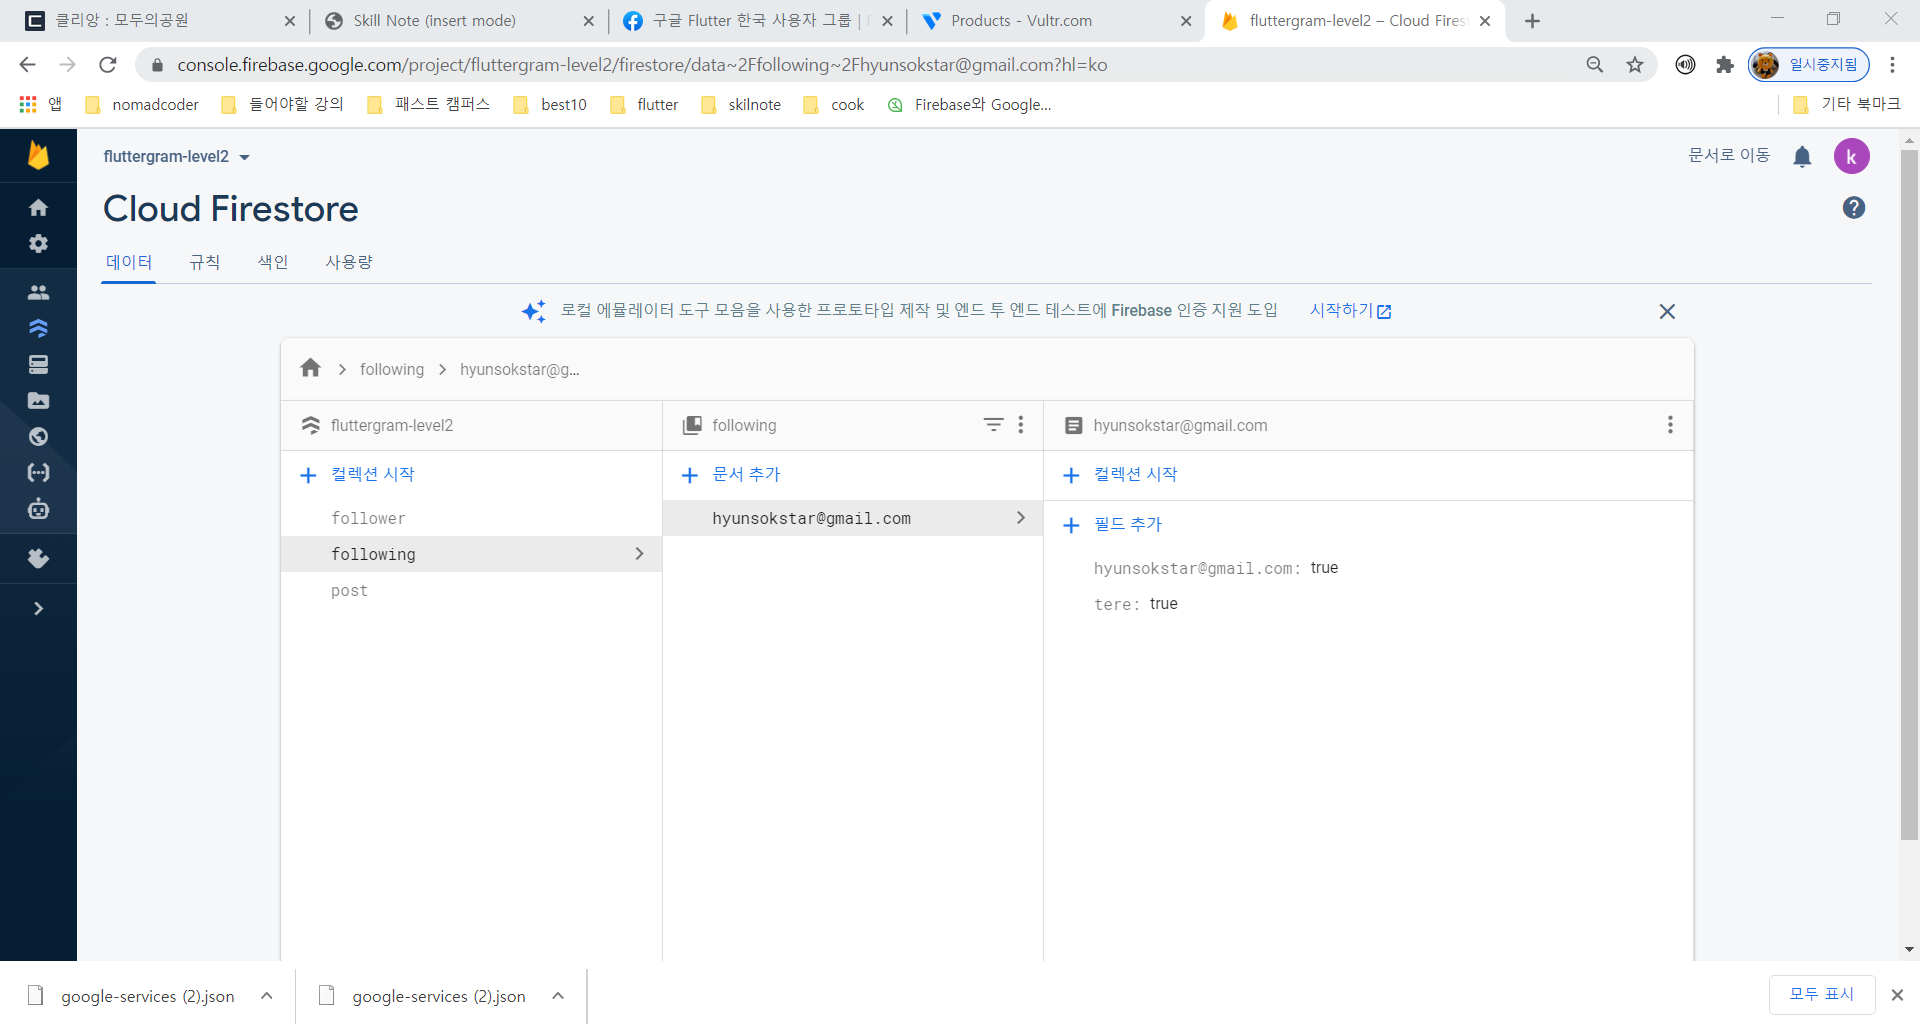 클리앙 : 모두의공원
Skill Note (insert mode)
구글 Flutter 한국 사용자 그룹 |
Products - Vultr.com
fluttergram-level2 – Cloud Fires
console.firebase.google.com/project/fluttergram-level2/firestore/data~2Ffollowing~2Fhyunsokstar@gmail.com?hl=ko
일시중지됨
앱
nomadcoder
들어야할 강의
패스트 캠퍼스
best10
flutter
skilnote
cook
Firebase와 Google...
기타 북마크
fluttergram-level2
문서로 이동
k
Cloud Firestore
?
데이터
규칙
색인
사용량
로컬 에뮬레이터 도구 모음을 사용한 프로토타입 제작 및 엔드 투 엔드 테스트에 Firebase 인증 지원 도입
시작하기
following
hyunsokstar@g...
fluttergram-level2
following
hyunsokstar@gmail.com
컬렉션 시작
문서 추가
컬렉션 시작
follower
hyunsokstar@gmail.com
필드 추가
following
hyunsokstar@gmail.com: true
post
tere: true
google-services (2).json
google-services (2).json
모두 표시